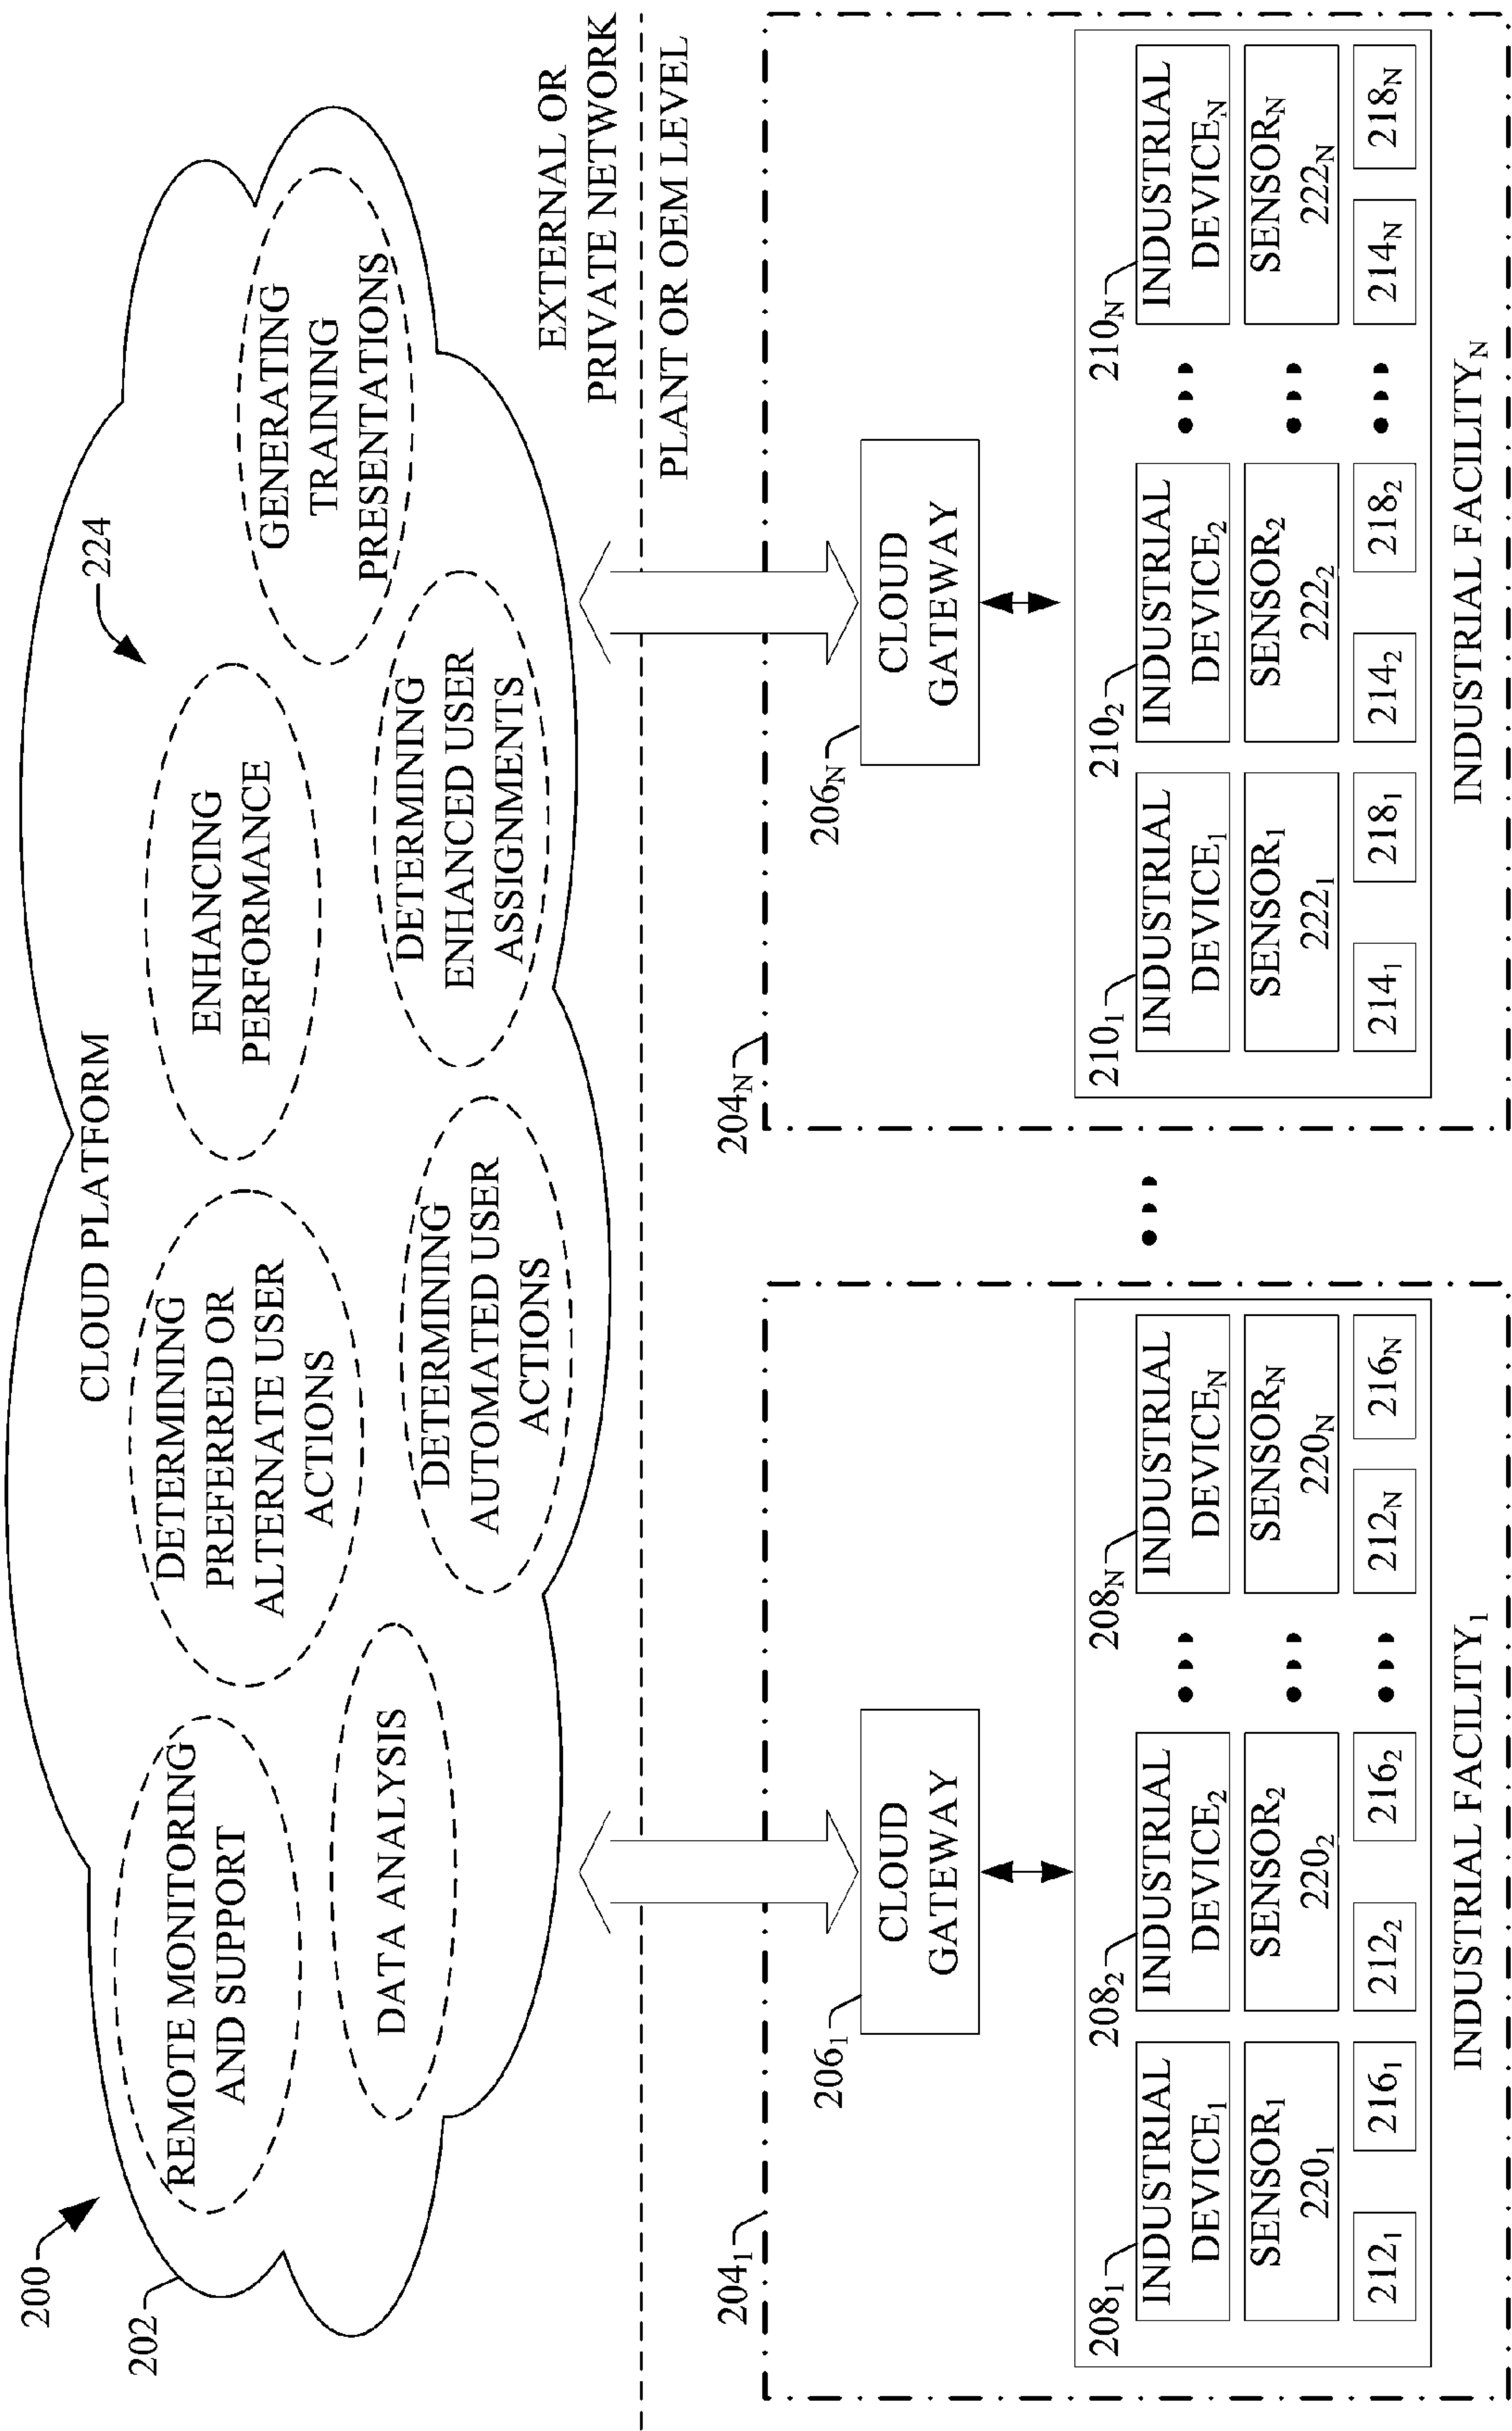 200
202
CLOUD PLATFORM
224
REMOTE MONITORING
AND SUPPORT
DETERMINING
PREFERRED OR
ALTERNATE USER
ACTIONS
ENHANCING
PERFORMANCE
GENERATING
TRAINING
PRESENTATIONS
DATA ANALYSIS
DETERMINING
AUTOMATED USER
ACTIONS
DETERMINING
ENHANCED USER
ASSIGNMENTS
EXTERNAL OR
PRIVATE NETWORK
PLANT OR OEM LEVEL
204₁
206₁
CLOUD
GATEWAY
208₁
INDUSTRIAL
DEVICE₁
SENSOR₁
220₁
212₁
216₁
208₂
INDUSTRIAL
DEVICE₂
SENSOR₂
220₂
212₂
216₂
208N
INDUSTRIAL
DEVICEN
SENSORN
220N
212N
216N
INDUSTRIAL FACILITY₁
204N
206N
CLOUD
GATEWAY
210₁
INDUSTRIAL
DEVICE₁
SENSOR₁
222₁
214₁
218₁
210₂
INDUSTRIAL
DEVICE₂
SENSOR₂
222₂
214₂
218₂
210N
INDUSTRIAL
DEVICEN
SENSORN
222N
214N
218N
INDUSTRIAL FACILITYN